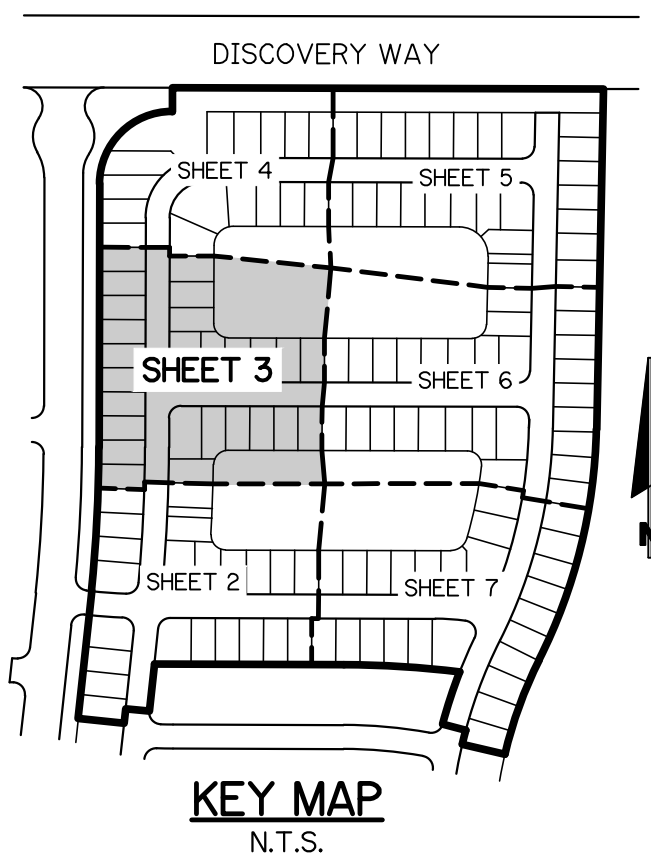 DISCOVERY WAY
SHEET 4
SHEET 5
SHEET 3
SHEET 6
SHEET 2
SHEET 7
N
KEY MAP
N.T.S.